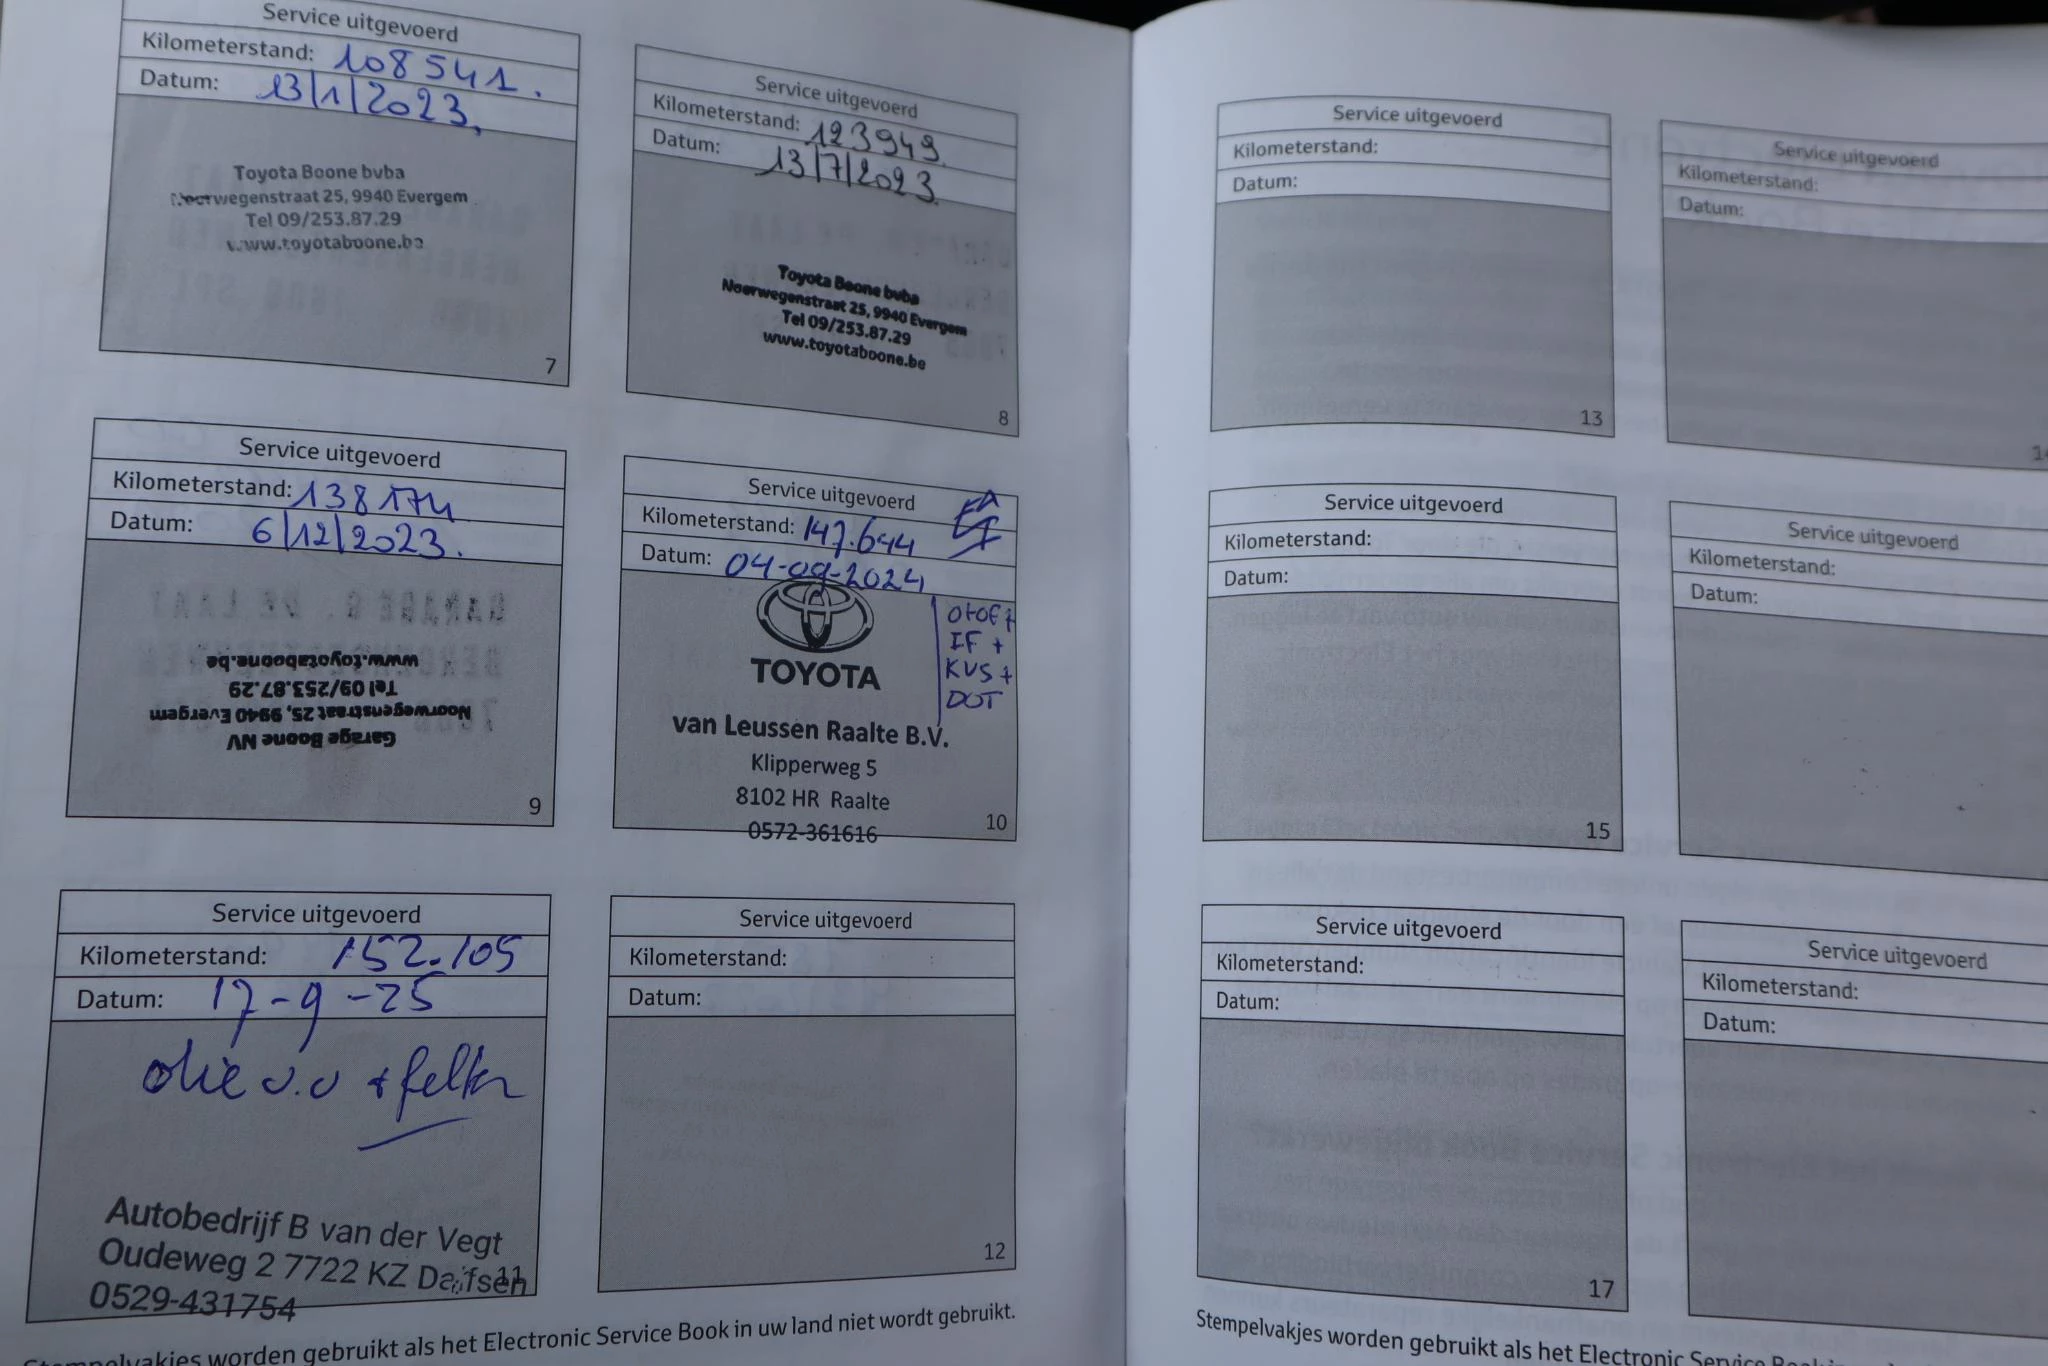 Service uitgevoerd
Kilometerstand: 108541.
Datum: 13/1/2023,
Toyota Boone bvba
Noorwegenstraat 25, 9940 Evergem
Tel 09/253.87.29
www.toyotaboone.be
7
Service uitgevoerd
Kilometerstand: 123949.
Datum: 13/7/2023.
Toyota Boone bvba
Noorwegenstraat 25, 9940 Evergem
Tel 09/253.87.29
www.toyotaboone.be
8
Service uitgevoerd
Kilometerstand: 138174
Datum: 6/12/2023.
Garage Boone NV
Noorwegenstraat 25, 9940 Evergem
Tel 09/253.87.29
www.toyotaboone.be
9
Service uitgevoerd
Kilometerstand: 147.644
Datum: 04-09-2024
TOYOTA
IF +
KVS +
DOT
van Leussen Raalte B.V.
Klipperweg 5
8102 HR Raalte
0572-361616
10
Service uitgevoerd
Kilometerstand: 152.105
Datum: 17-9-25
olie v.v + felter
Autobedrijf B van der Vegt
Oudeweg 2 7722 KZ Dalfsen
0529-431754
11
Service uitgevoerd
Kilometerstand:
Datum:
12
Stempelvakjes worden gebruikt als het Electronic Service Book in uw land niet wordt gebruikt.
Service uitgevoerd
Kilometerstand:
Datum:
13
Service uitgevoerd
Kilometerstand:
Datum:
Service uitgevoerd
Kilometerstand:
Datum:
15
Service uitgevoerd
Kilometerstand:
Datum:
Service uitgevoerd
Kilometerstand:
Datum:
17
Service uitgevoerd
Kilometerstand:
Datum:
Stempelvakjes worden gebruikt als het Electronic Service Book in